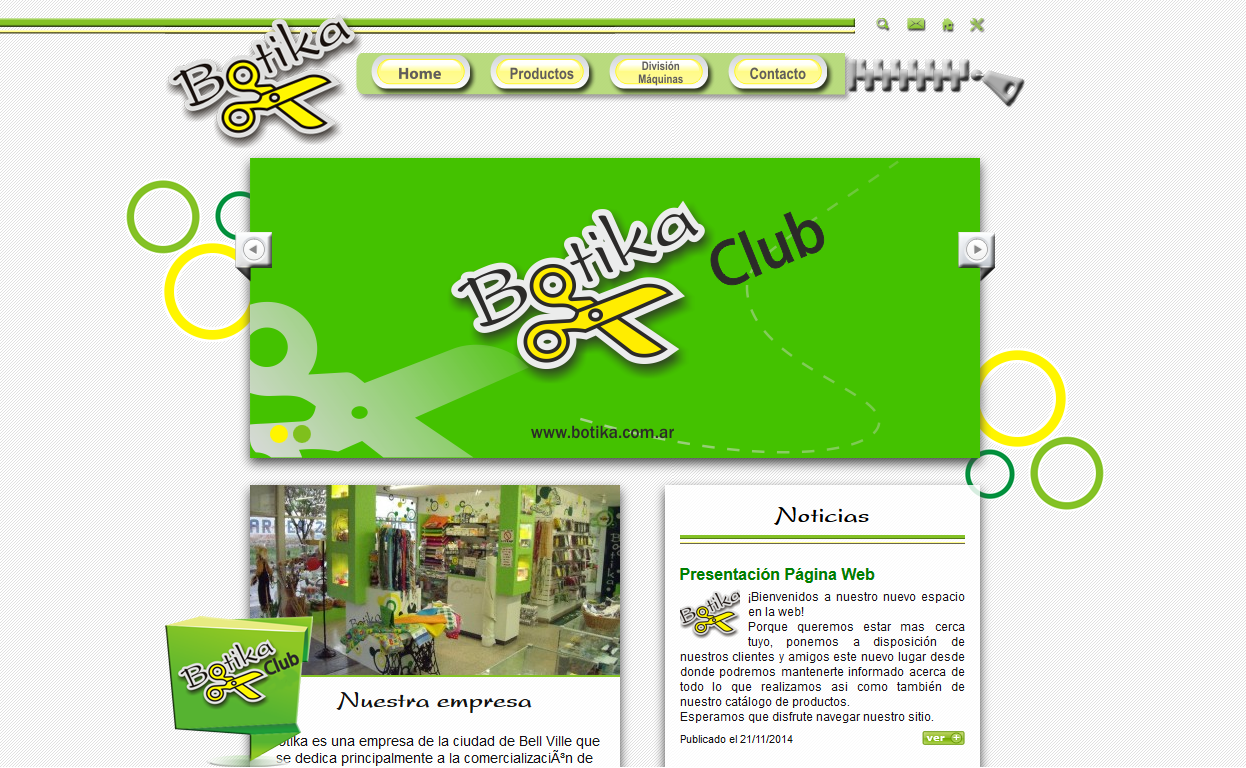 Botika
Home
Productos
División
Máquinas
Contacto
Botika Club
www.botika.com.ar
Noticias
Presentación Página Web
Botika
¡Bienvenidos a nuestro nuevo espacio
en la web!
Porque queremos estar mas cerca
tuyo, ponemos a disposición de
nuestros clientes y amigos este nuevo lugar desde
donde podremos mantenerte informado acerca de
todo lo que realizamos asi como también de
nuestro catálogo de productos.
Esperamos que disfrute navegar nuestro sitio.
Publicado el 21/11/2014
ver
Botika
Botika Club
Nuestra empresa
otika es una empresa de la ciudad de Bell Ville que
se dedica principalmente a la comercializaciÃ³n de